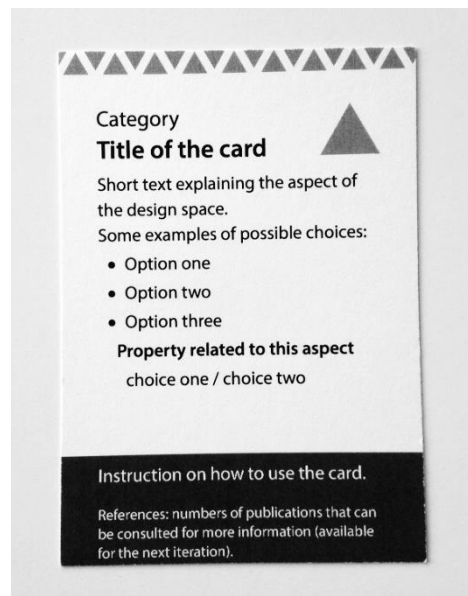 Category
Title of the card
Short text explaining the aspect of
the design space.
Some examples of possible choices:
• Option one
• Option two
• Option three
Property related to this aspect
choice one / choice two
Instruction on how to use the card.
References: numbers of publications that can
be consulted for more information (available
for the next iteration).